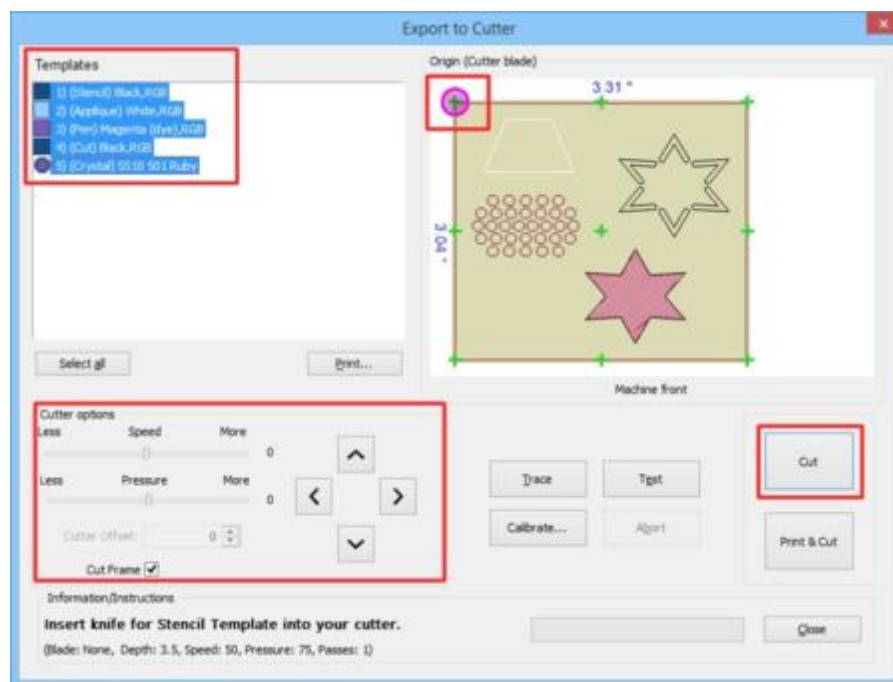 Export to Cutter
Templates
1) (Stencil) Black,RGB
2) (Applique) White,RGB
3) (Pen) Magenta (dye),RGB
4) (Cut) Black,RGB
5) (Crystal) SS10 501 Ruby
Select all
Print...
Origin (Cutter blade)
3.31 "
3.04 "
Machine front
Cutter options
Less Speed More
0
Less Pressure More
0
Cutter Offset: 0
Cut Frame
Trace
Test
Calibrate...
Abort
Cut
Print & Cut
Information/Instructions
Insert knife for Stencil Template into your cutter.
(Blade: None, Depth: 3.5, Speed: 50, Pressure: 75, Passes: 1)
Close